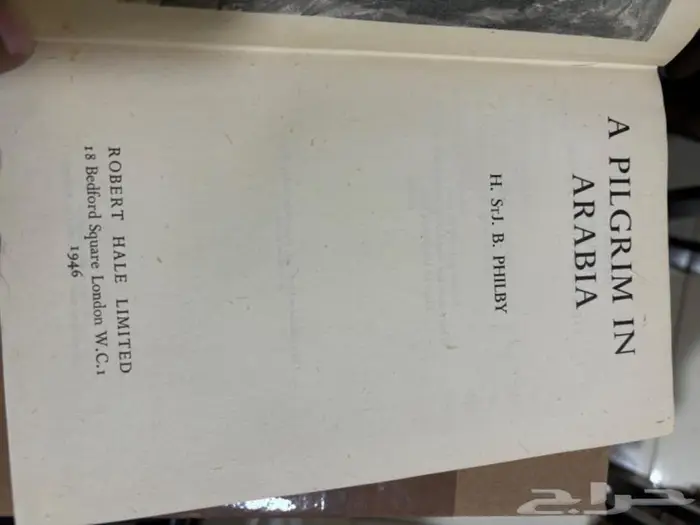 A PILGRIM IN
ARABIA
H. STJ. B. PHILBY
ROBERT HALE LIMITED
18 Bedford Square London W.C.1
1946
حراج